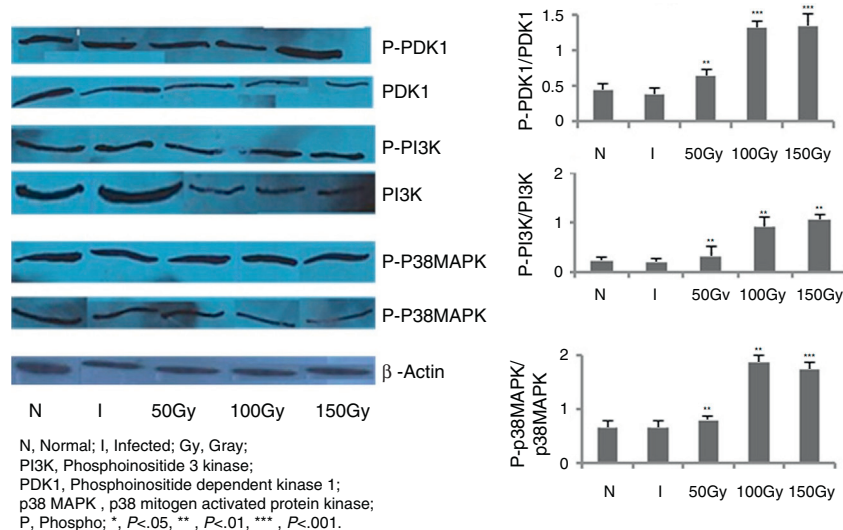 P-PDK1
PDK1
P-PI3K
PI3K
P-P38MAPK
P-P38MAPK
β -Actin
N I 50Gy 100Gy 150Gy
N, Normal; I, Infected; Gy, Gray;
PI3K, Phosphoinositide 3 kinase;
PDK1, Phosphoinositide dependent kinase 1;
p38 MAPK , p38 mitogen activated protein kinase;
P, Phospho; *, P<.05, ** , P<.01, *** , P<.001.
P-PDK1/PDK1
1.5
1
0.5
0
** *** ***
N I 50Gy 100Gy 150Gy
P-PI3K/PI3K
2
1
0
** ** **
N I 50Gv 100Gy 150Gy
P-p38MAPK/
p38MAPK
2
1
0
** ** ***
N I 50Gy 100Gy 150Gy